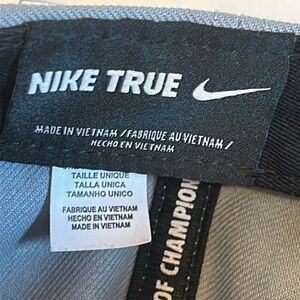 NIKE TRUE
MADE IN VIETNAM / FABRIQUE AU VIETNAM /
HECHO EN VIETNAM
TAILLE UNIQUE
TALLA UNICA
TAMANHO UNICO
FABRIQUE AU VIETNAM
HECHO EN VIETNAM
MADE IN VIETNAM
OF CHAMPION